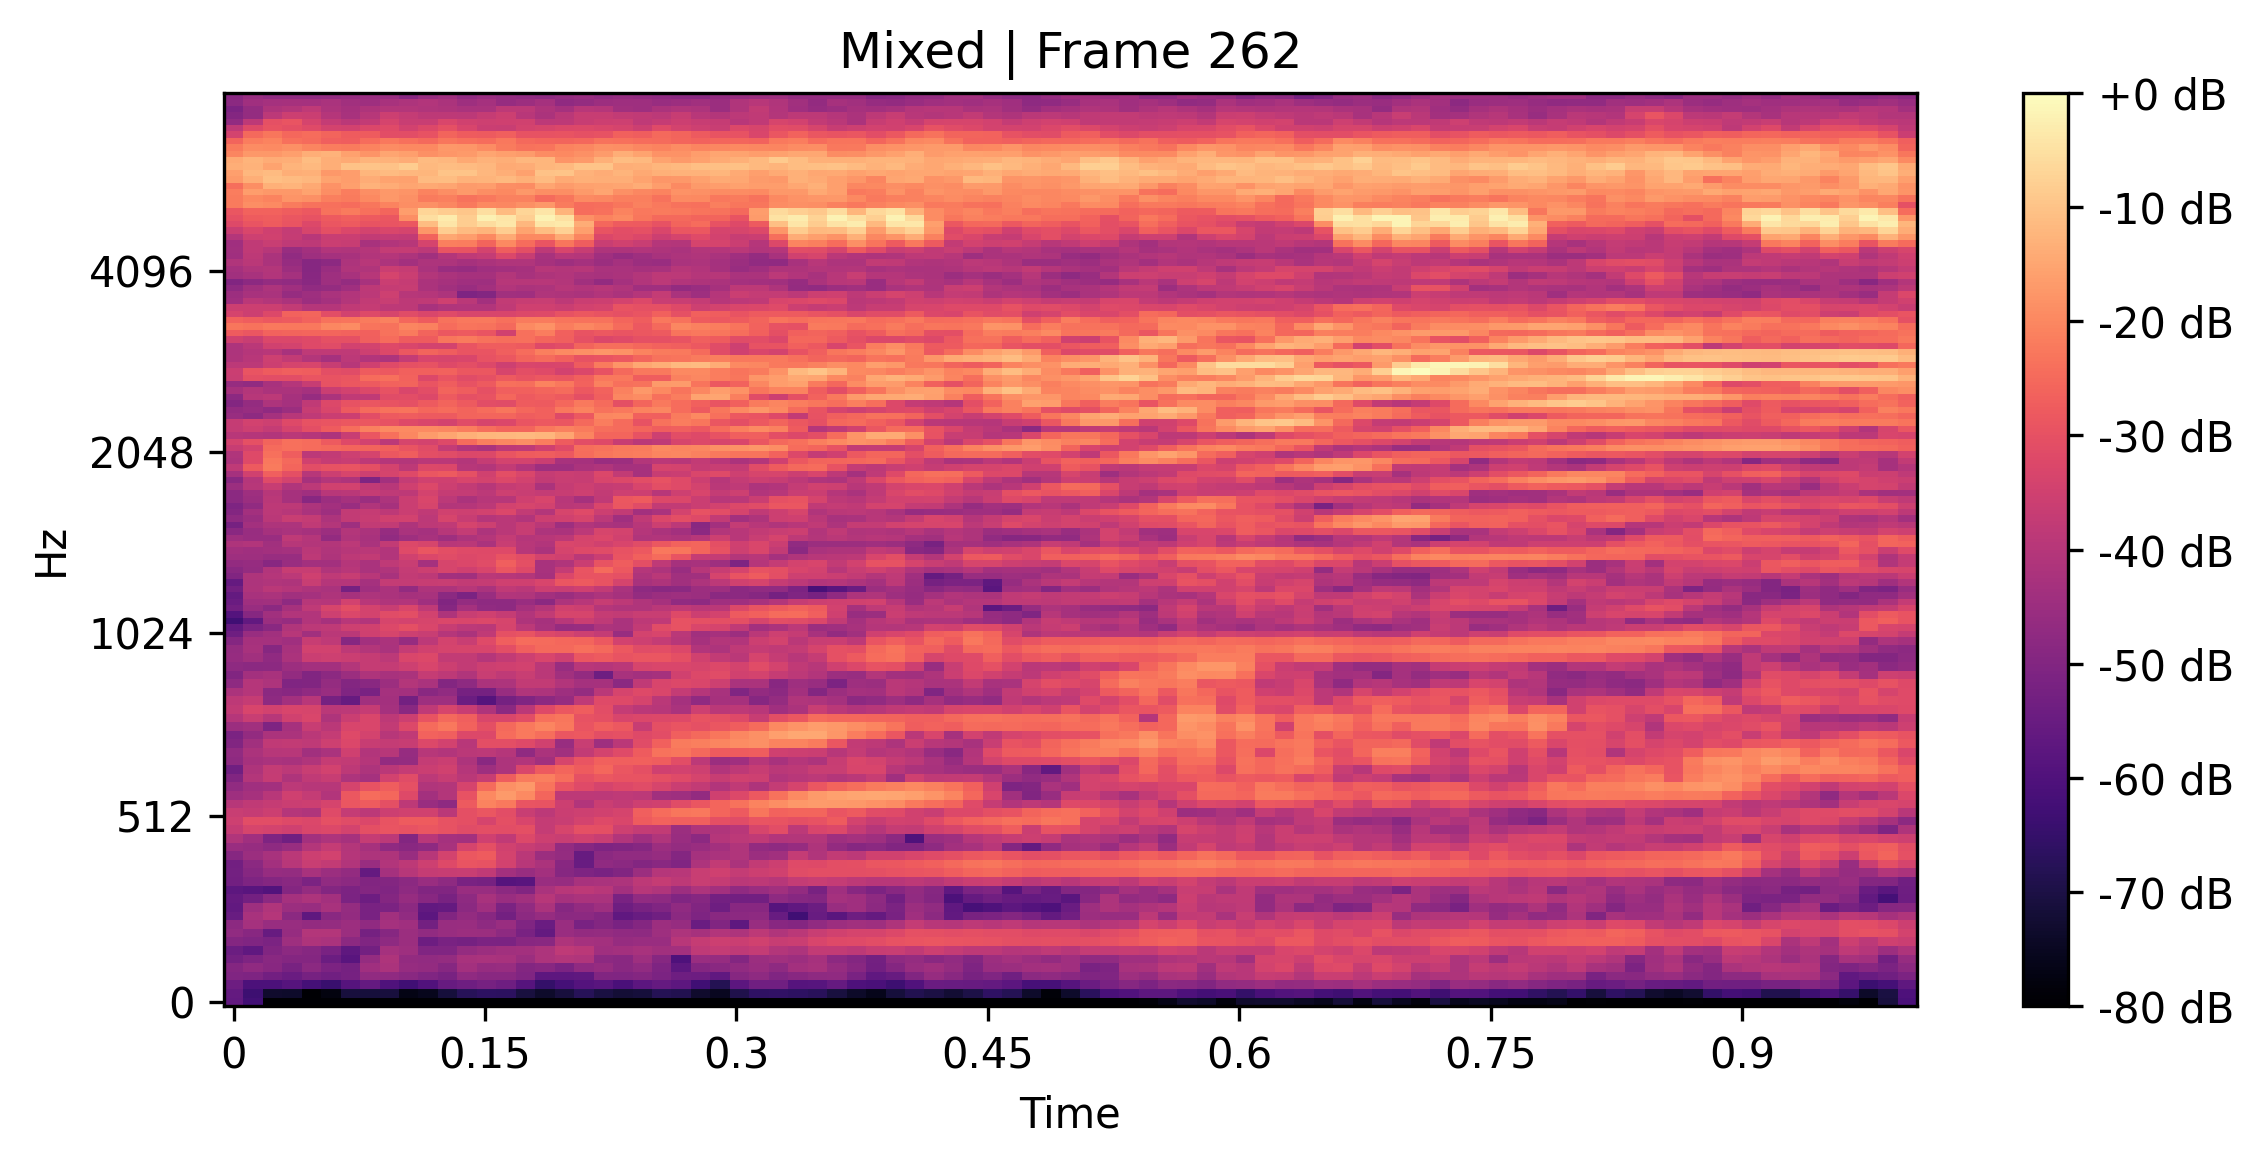 Mixed | Frame 262
+0 dB
-10 dB
-20 dB
-30 dB
-40 dB
-50 dB
-60 dB
-70 dB
-80 dB
Hz
4096
2048
1024
512
0
0 0.15 0.3 0.45 0.6 0.75 0.9
Time